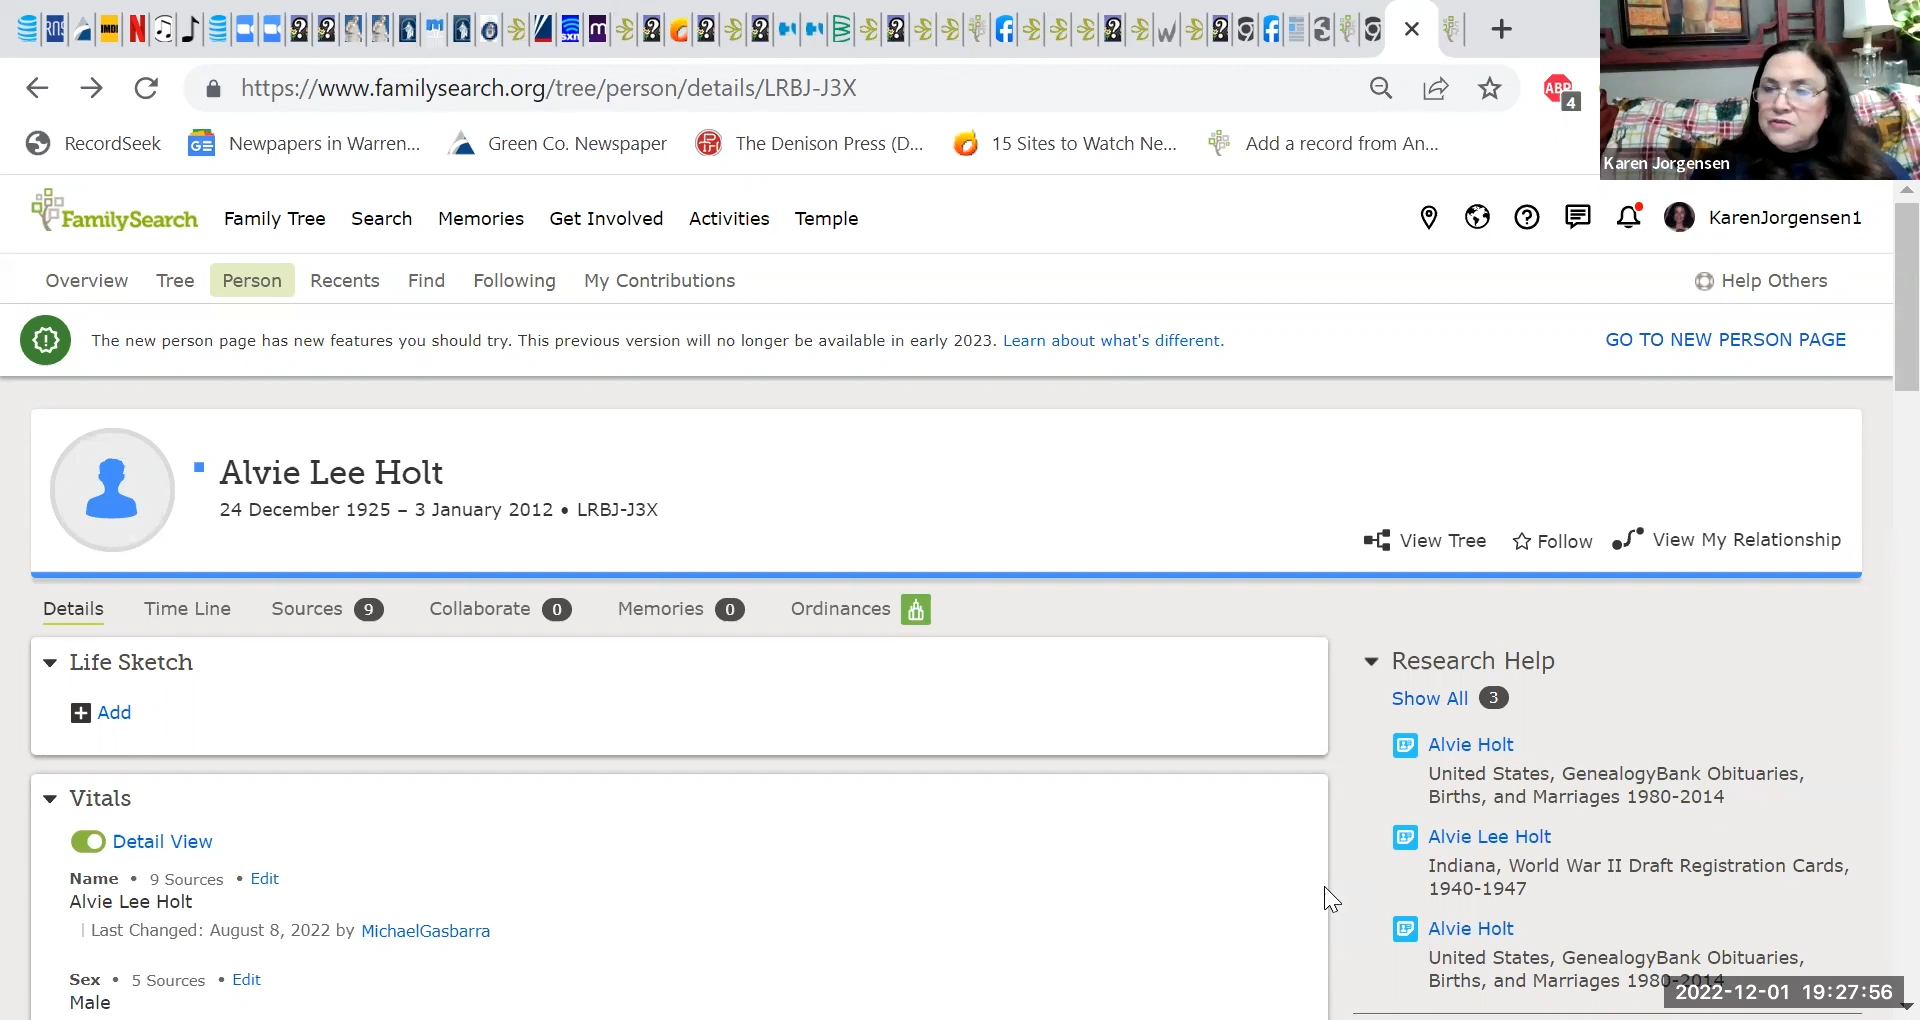 https://www.familysearch.org/tree/person/details/LRBJ-J3X
ABP
4
RecordSeek
GE
Newpapers in Warren...
Green Co. Newspaper
The Denison Press (D...
15 Sites to Watch Ne...
Add a record from An...
Karen Jorgensen
FamilySearch
Family Tree
Search
Memories
Get Involved
Activities
Temple
KarenJorgensen1
Overview
Tree
Person
Recents
Find
Following
My Contributions
Help Others
The new person page has new features you should try. This previous version will no longer be available in early 2023. Learn about what's different.
GO TO NEW PERSON PAGE
Alvie Lee Holt
24 December 1925 – 3 January 2012 • LRBJ-J3X
View Tree
Follow
View My Relationship
Details
Time Line
Sources 9
Collaborate 0
Memories 0
Ordinances
Life Sketch
Add
Vitals
Detail View
Name • 9 Sources • Edit
Alvie Lee Holt
Last Changed: August 8, 2022 by MichaelGasbarra
Sex • 5 Sources • Edit
Male
Research Help
Show All 3
Alvie Holt
United States, GenealogyBank Obituaries,
Births, and Marriages 1980-2014
Alvie Lee Holt
Indiana, World War II Draft Registration Cards,
1940-1947
Alvie Holt
United States, GenealogyBank Obituaries,
Births, and Marriages 1980-2014
2022-12-01 19:27:56